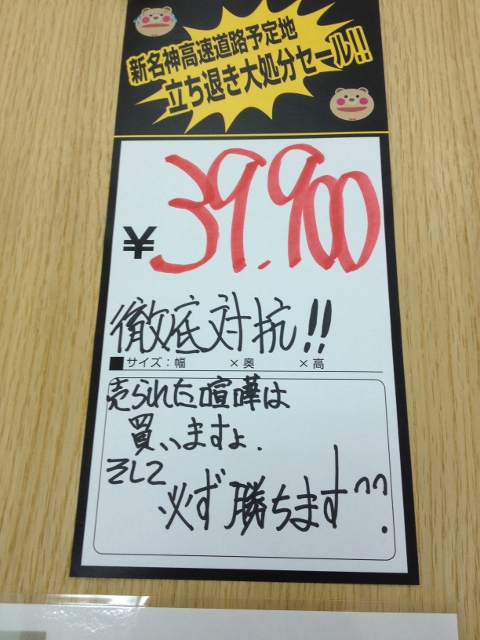 新名神高速道路予定地
立ち退き大処分セール!!
¥39,900
徹底対抗!!
■サイズ:幅 ×奥 ×高
売られた喧嘩は
買いますよ.
そして
必ず勝ちます^^.